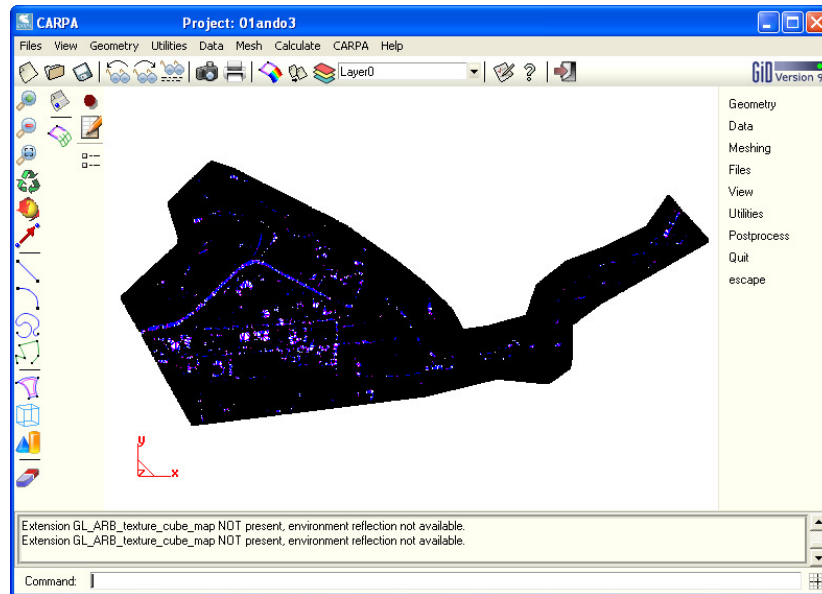 CARPA Project: 01ando3
Files View Geometry Utilities Data Mesh Calculate CARPA Help
Layer0
GiD Version 9
Geometry
Data
Meshing
Files
View
Utilities
Postprocess
Quit
escape
y
z x
Extension GL_ARB_texture_cube_map NOT present, environment reflection not available.
Extension GL_ARB_texture_cube_map NOT present, environment reflection not available.
Command: